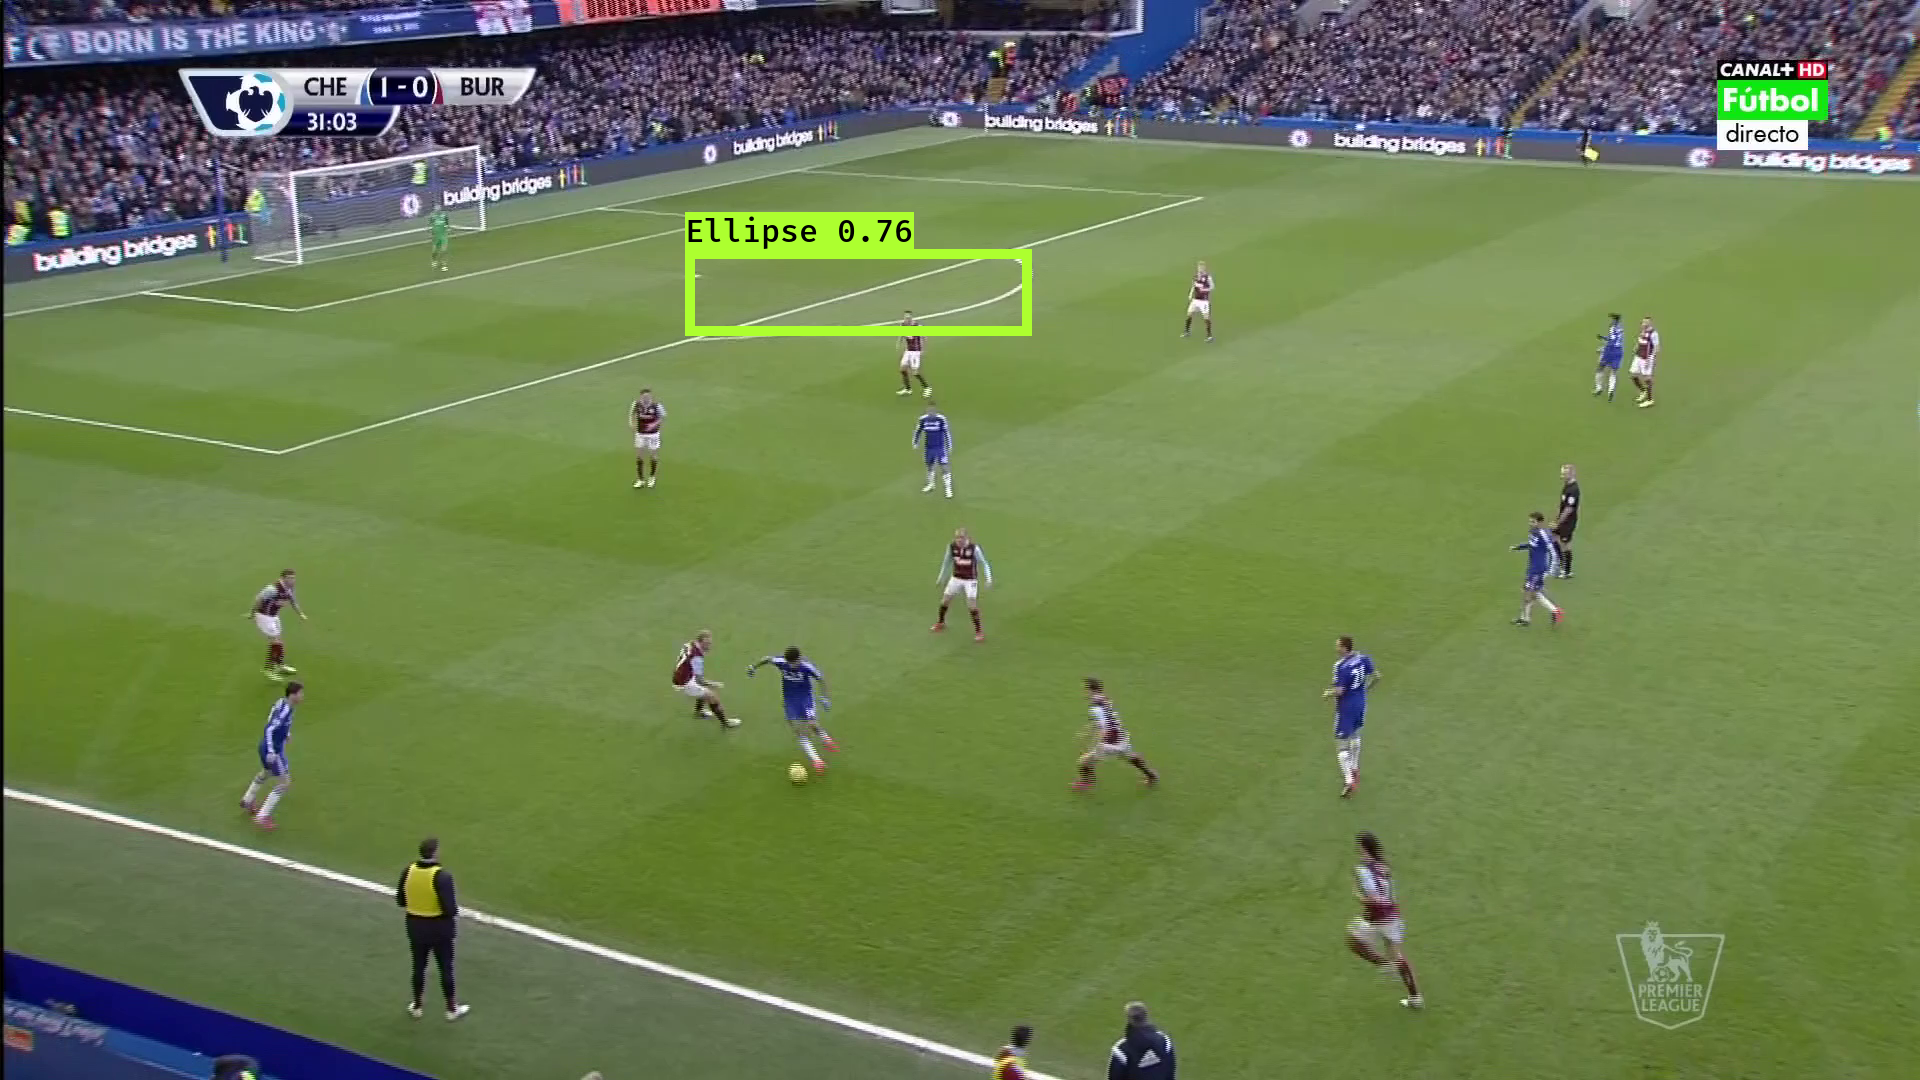 BORN IS THE KING
CHE 1-0 BUR
31:03
CANAL+ HD
Fútbol
directo
building bridges
building bridges
building bridges
building bridges
building bridges
building bridges
Ellipse 0.76
21
PREMIER
LEAGUE